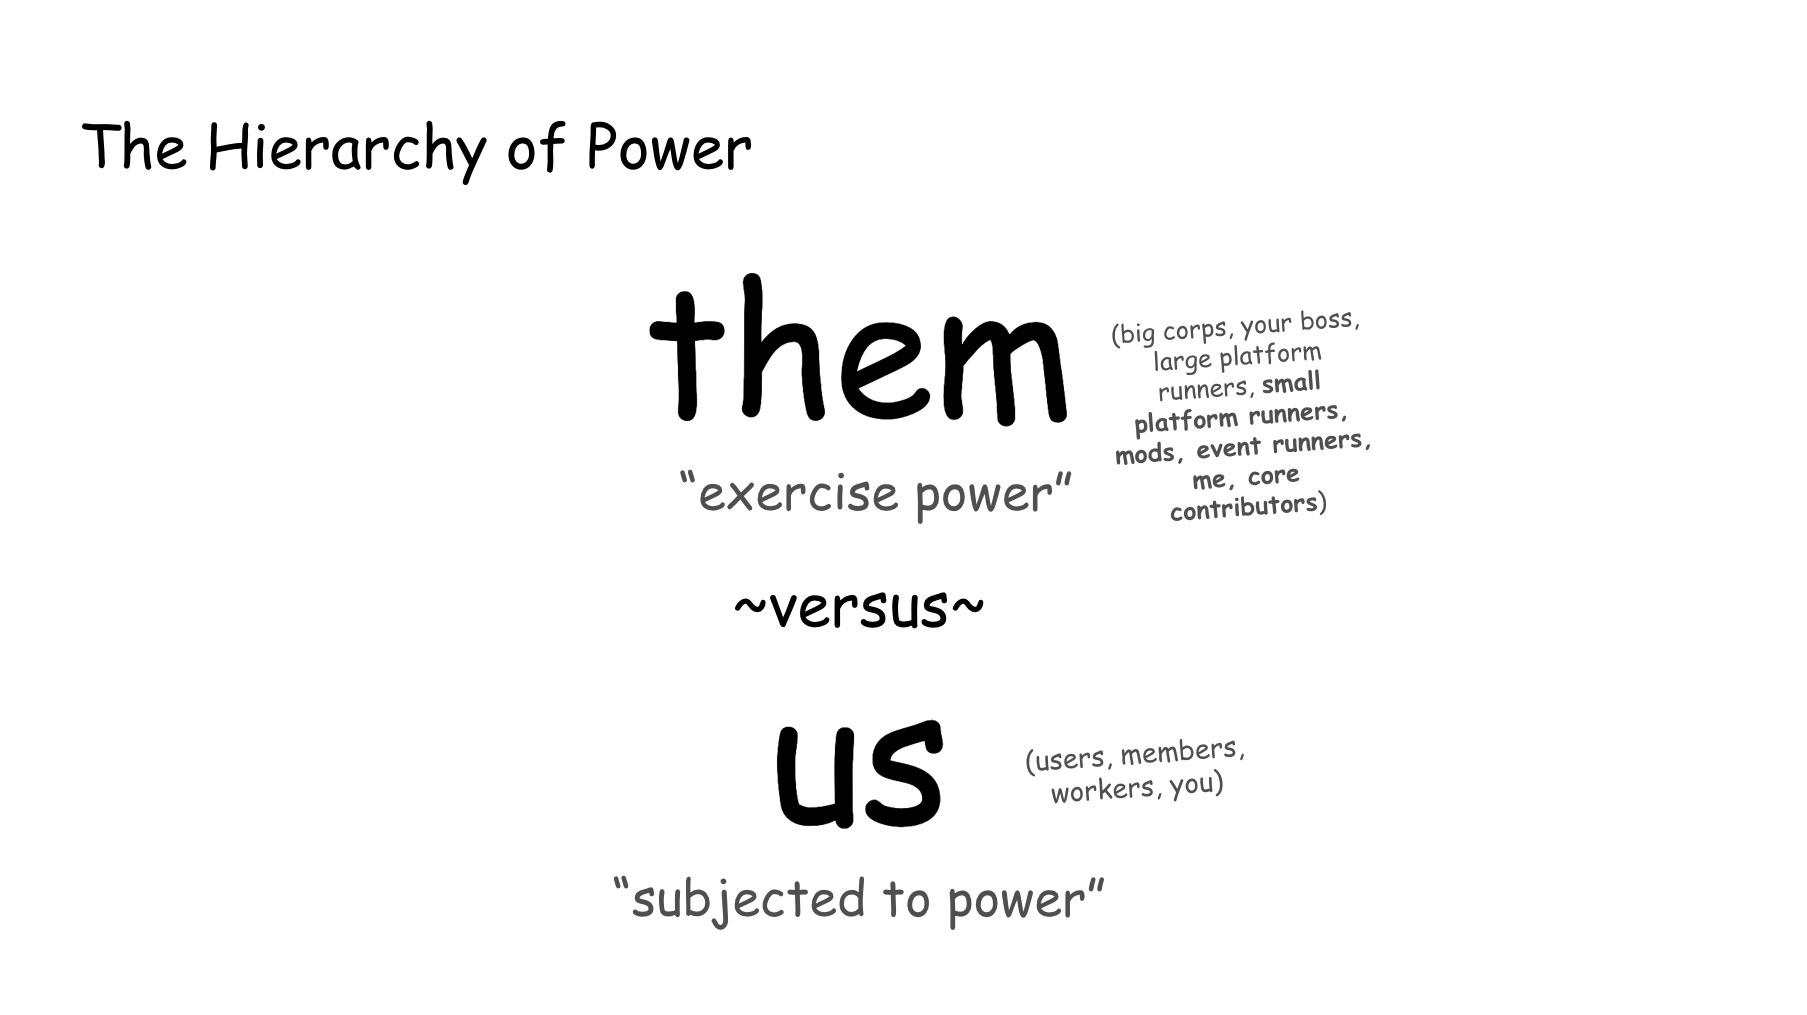 The Hierarchy of Power
them
(big corps, your boss,
large platform
runners, small
platform runners,
mods, event runners,
me, core
contributors)
“exercise power”
~versus~
us
(users, members,
workers, you)
“subjected to power”